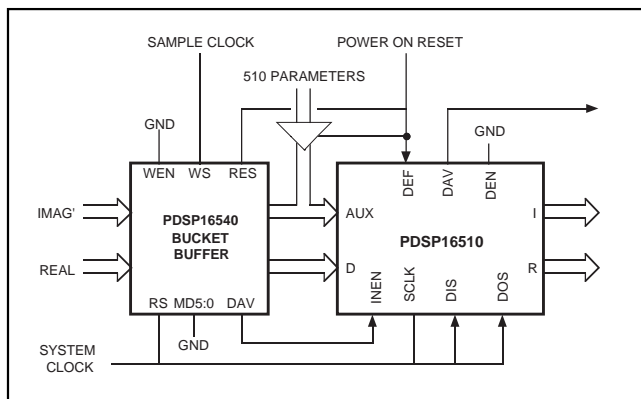 SAMPLE CLOCK
POWER ON RESET
510 PARAMETERS
GND
GND
WEN WS RES
DEF DAV DEN
IMAG'
PDSP16540
BUCKET
BUFFER
AUX
PDSP16510
I
REAL
D
R
INEN SCLK DIS DOS
RS MD5:0 DAV
GND
SYSTEM
CLOCK